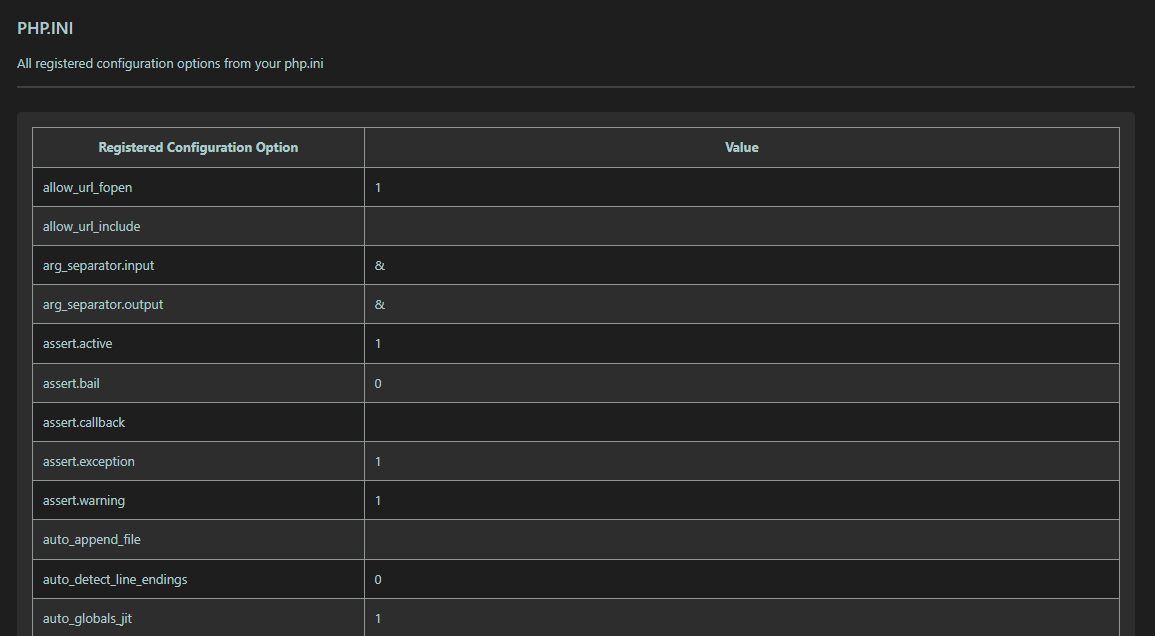 PHP.INI
All registered configuration options from your php.ini
Registered Configuration Option Value
allow_url_fopen 1
allow_url_include
arg_separator.input &
arg_separator.output &
assert.active 1
assert.bail 0
assert.callback
assert.exception 1
assert.warning 1
auto_append_file
auto_detect_line_endings 0
auto_globals_jit 1